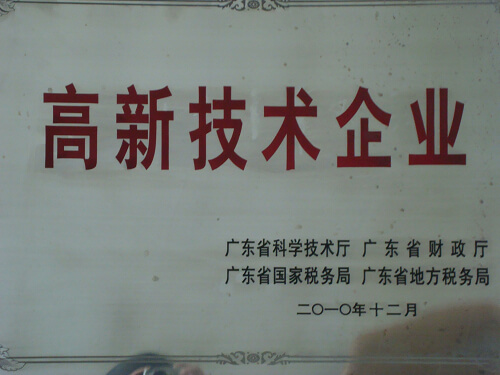 高新技术企业
广东省科学技术厅 广东省财政厅
广东省国家税务局 广东省地方税务局
二〇一〇年十二月